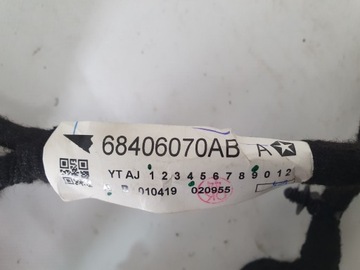 68406070AB A
YT AJ 1 2 3 4 5 6 7 8 9 0 1 2
B 010419 020955